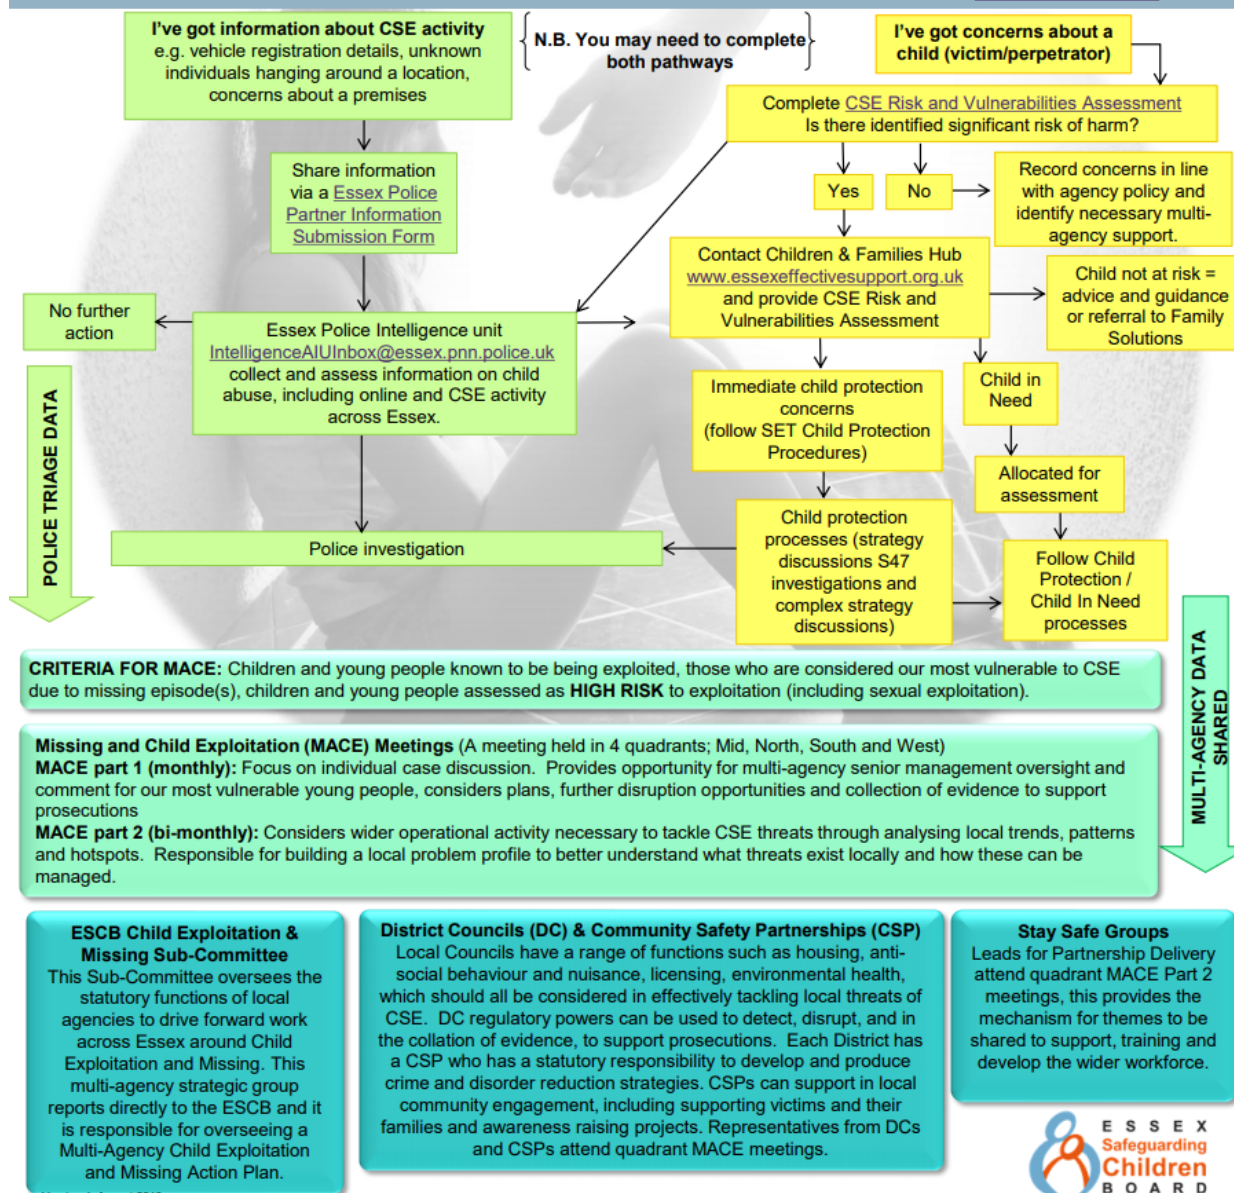 I've got information about CSE activity
e.g. vehicle registration details, unknown
individuals hanging around a location,
concerns about a premises
N.B. You may need to complete
both pathways
I've got concerns about a
child (victim/perpetrator)
Complete CSE Risk and Vulnerabilities Assessment
Is there identified significant risk of harm?
Share information
via a Essex Police
Partner Information
Submission Form
Yes
No
Record concerns in line
with agency policy and
identify necessary multi-
agency support.
Contact Children & Families Hub
www.essexeffectivesupport.org.uk
and provide CSE Risk and
Vulnerabilities Assessment
Child not at risk =
advice and guidance
or referral to Family
Solutions
No further
action
Essex Police Intelligence unit
IntelligenceAIUInbox@essex.pnn.police.uk
collect and assess information on child
abuse, including online and CSE activity
across Essex.
Immediate child protection
concerns
(follow SET Child Protection
Procedures)
Child in
Need
Allocated for
assessment
POLICE TRIAGE DATA
Police investigation
Child protection
processes (strategy
discussions S47
investigations and
complex strategy
discussions)
Follow Child
Protection /
Child In Need
processes
CRITERIA FOR MACE: Children and young people known to be being exploited, those who are considered our most vulnerable to CSE
due to missing episode(s), children and young people assessed as HIGH RISK to exploitation (including sexual exploitation).
MULTI-AGENCY DATA
SHARED
Missing and Child Exploitation (MACE) Meetings (A meeting held in 4 quadrants; Mid, North, South and West)
MACE part 1 (monthly): Focus on individual case discussion. Provides opportunity for multi-agency senior management oversight and
comment for our most vulnerable young people, considers plans, further disruption opportunities and collection of evidence to support
prosecutions
MACE part 2 (bi-monthly): Considers wider operational activity necessary to tackle CSE threats through analysing local trends, patterns
and hotspots. Responsible for building a local problem profile to better understand what threats exist locally and how these can be
managed.
ESCB Child Exploitation &
Missing Sub-Committee
This Sub-Committee oversees the
statutory functions of local
agencies to drive forward work
across Essex around Child
Exploitation and Missing. This
multi-agency strategic group
reports directly to the ESCB and it
is responsible for overseeing a
Multi-Agency Child Exploitation
and Missing Action Plan.
District Councils (DC) & Community Safety Partnerships (CSP)
Local Councils have a range of functions such as housing, anti-
social behaviour and nuisance, licensing, environmental health,
which should all be considered in effectively tackling local threats of
CSE. DC regulatory powers can be used to detect, disrupt, and in
the collation of evidence, to support prosecutions. Each District has
a CSP who has a statutory responsibility to develop and produce
crime and disorder reduction strategies. CSPs can support in local
community engagement, including supporting victims and their
families and awareness raising projects. Representatives from DCs
and CSPs attend quadrant MACE meetings.
Stay Safe Groups
Leads for Partnership Delivery
attend quadrant MACE Part 2
meetings, this provides the
mechanism for themes to be
shared to support, training and
develop the wider workforce.
ESSEX
Safeguarding
Children
BOARD